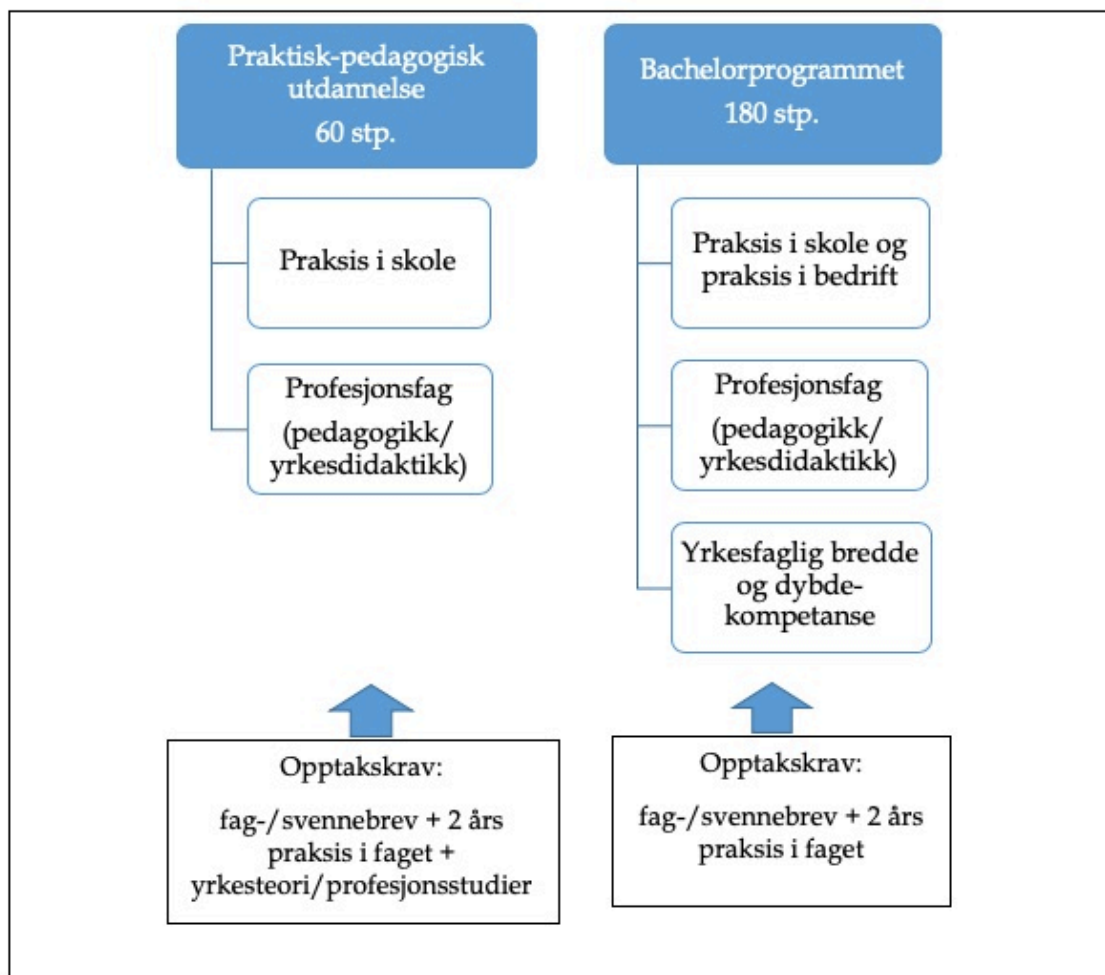 Praktisk-pedagogisk
utdannelse
60 stp.
Praksis i skole
Profesjonsfag
(pedagogikk/
yrkesdidaktikk)
Opptakskrav:
fag-/svennebrev + 2 års
praksis i faget +
yrkesteori/profesjonsstudier
Bachelorprogrammet
180 stp.
Praksis i skole og
praksis i bedrift
Profesjonsfag
(pedagogikk/
yrkesdidaktikk)
Yrkesfaglig bredde
og dybde-
kompetanse
Opptakskrav:
fag-/svennebrev + 2 års
praksis i faget